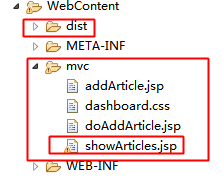 WebContent
dist
META-INF
mvc
addArticle.jsp
dashboard.css
doAddArticle.jsp
showArticles.jsp
WEB-INF